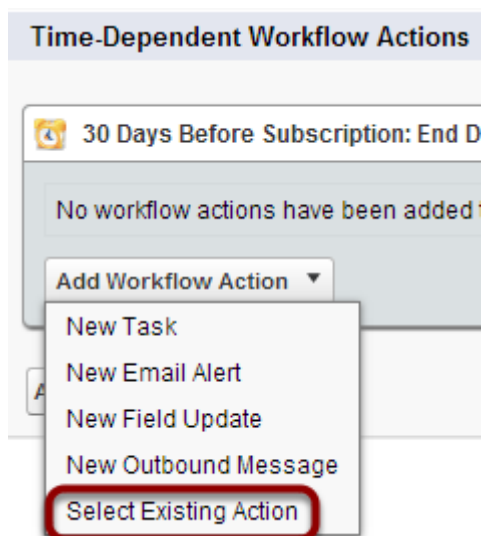 Time-Dependent Workflow Actions
30 Days Before Subscription: End D
No workflow actions have been added
Add Workflow Action
New Task
New Email Alert
New Field Update
New Outbound Message
Select Existing Action